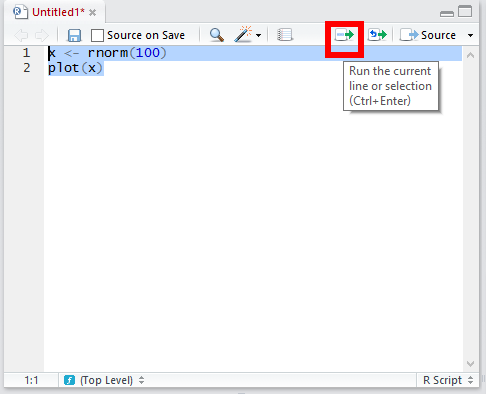 Untitled1* ×
Source on Save
Source
1 x <- rnorm(100)
2 plot(x)
Run the current
line or selection
(Ctrl+Enter)
1:1 (Top Level) R Script